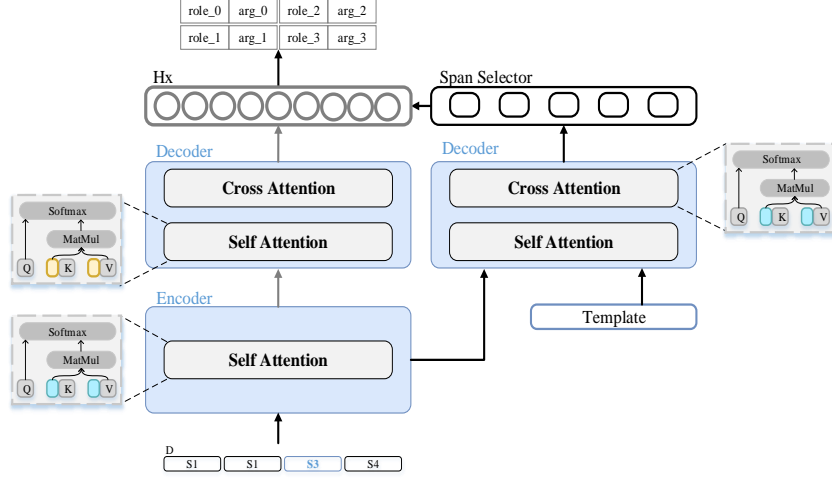 role_0 arg_0 role_2 arg_2
role_1 arg_1 role_3 arg_3
Hx
Span Selector
Decoder
Cross Attention
Self Attention
Decoder
Cross Attention
Self Attention
Softmax
MatMul
Q K V
Softmax
MatMul
Q K V
Encoder
Self Attention
Template
Softmax
MatMul
Q K V
D
S1 S1 S3 S4